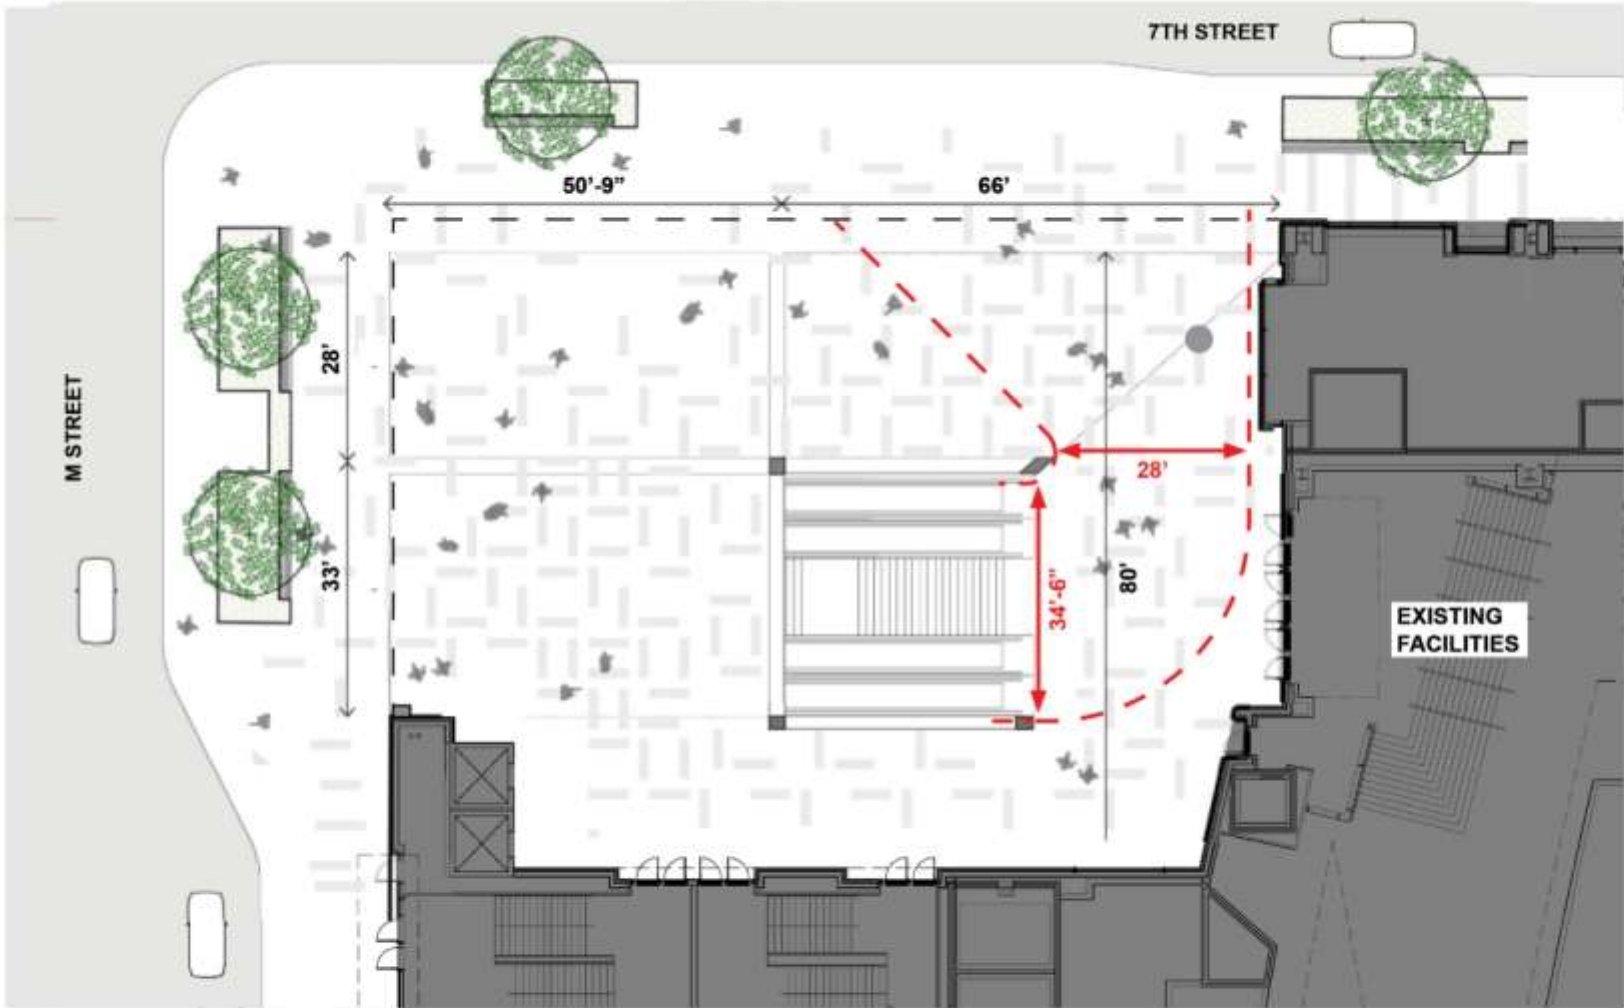 7TH STREET
50'-9"
66'
28'
M STREET
28'
33'
34'-6"
80'
EXISTING
FACILITIES